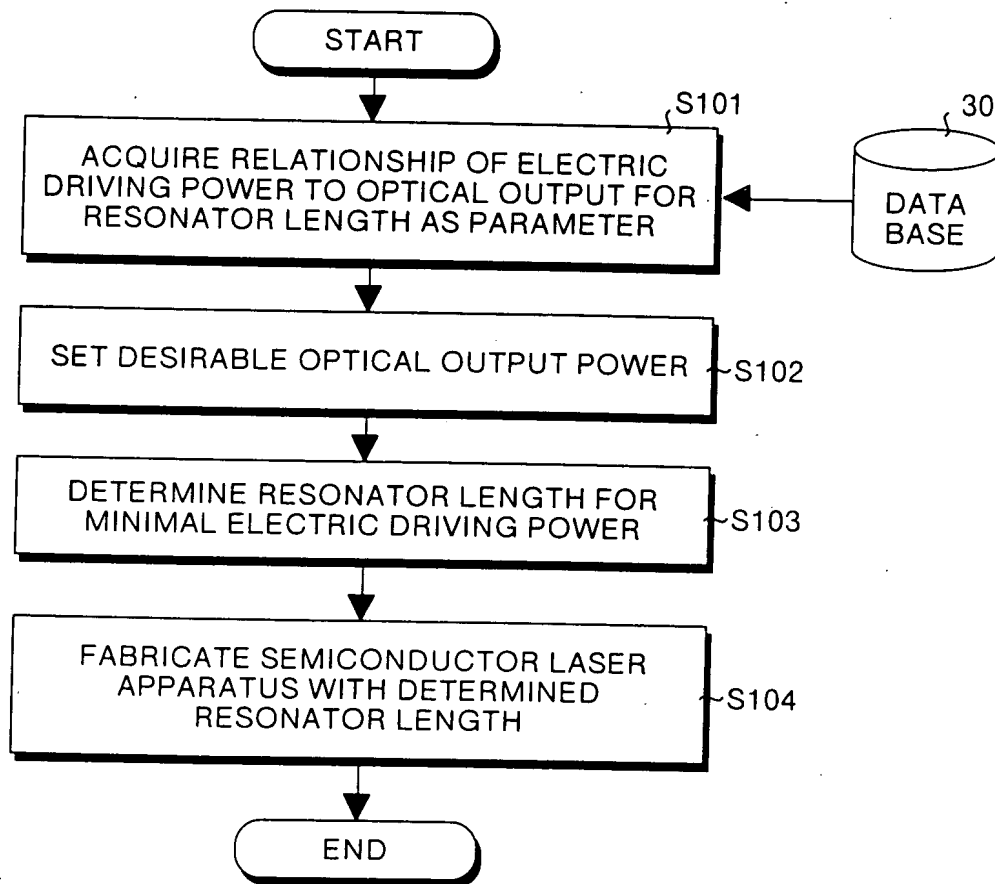 START
S101
30
ACQUIRE RELATIONSHIP OF ELECTRIC
DRIVING POWER TO OPTICAL OUTPUT FOR
RESONATOR LENGTH AS PARAMETER
DATA
BASE
SET DESIRABLE OPTICAL OUTPUT POWER
S102
DETERMINE RESONATOR LENGTH FOR
MINIMAL ELECTRIC DRIVING POWER
S103
FABRICATE SEMICONDUCTOR LASER
APPARATUS WITH DETERMINED
RESONATOR LENGTH
S104
END